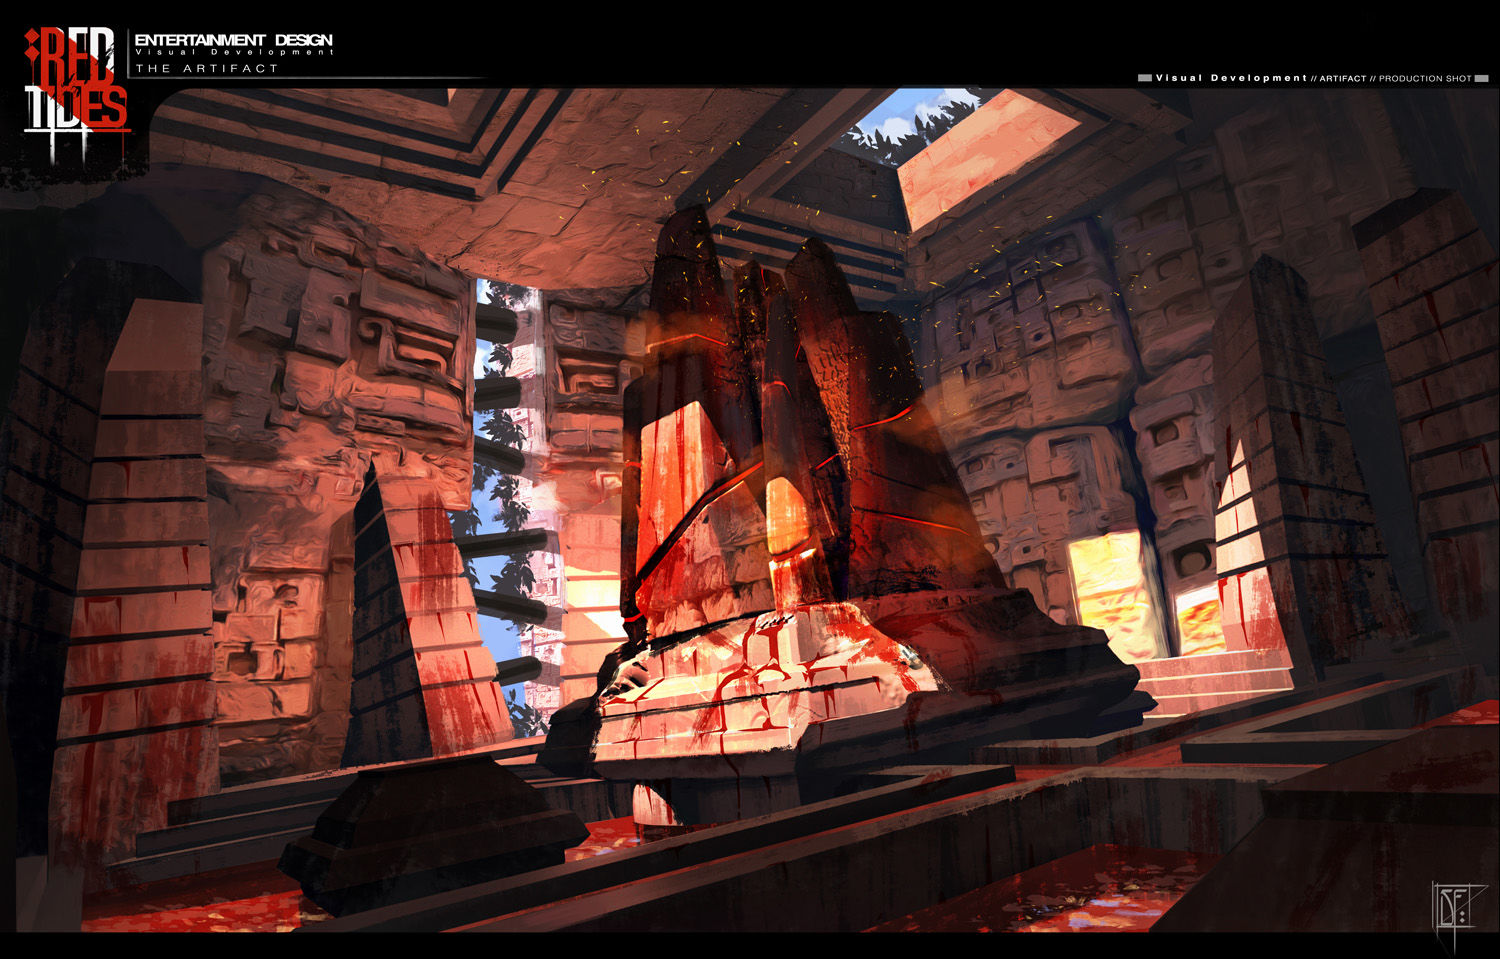 RED
TIDES
ENTERTAINMENT DESIGN
Visual Development
THE ARTIFACT
Visual Development // ARTIFACT // PRODUCTION SHOT